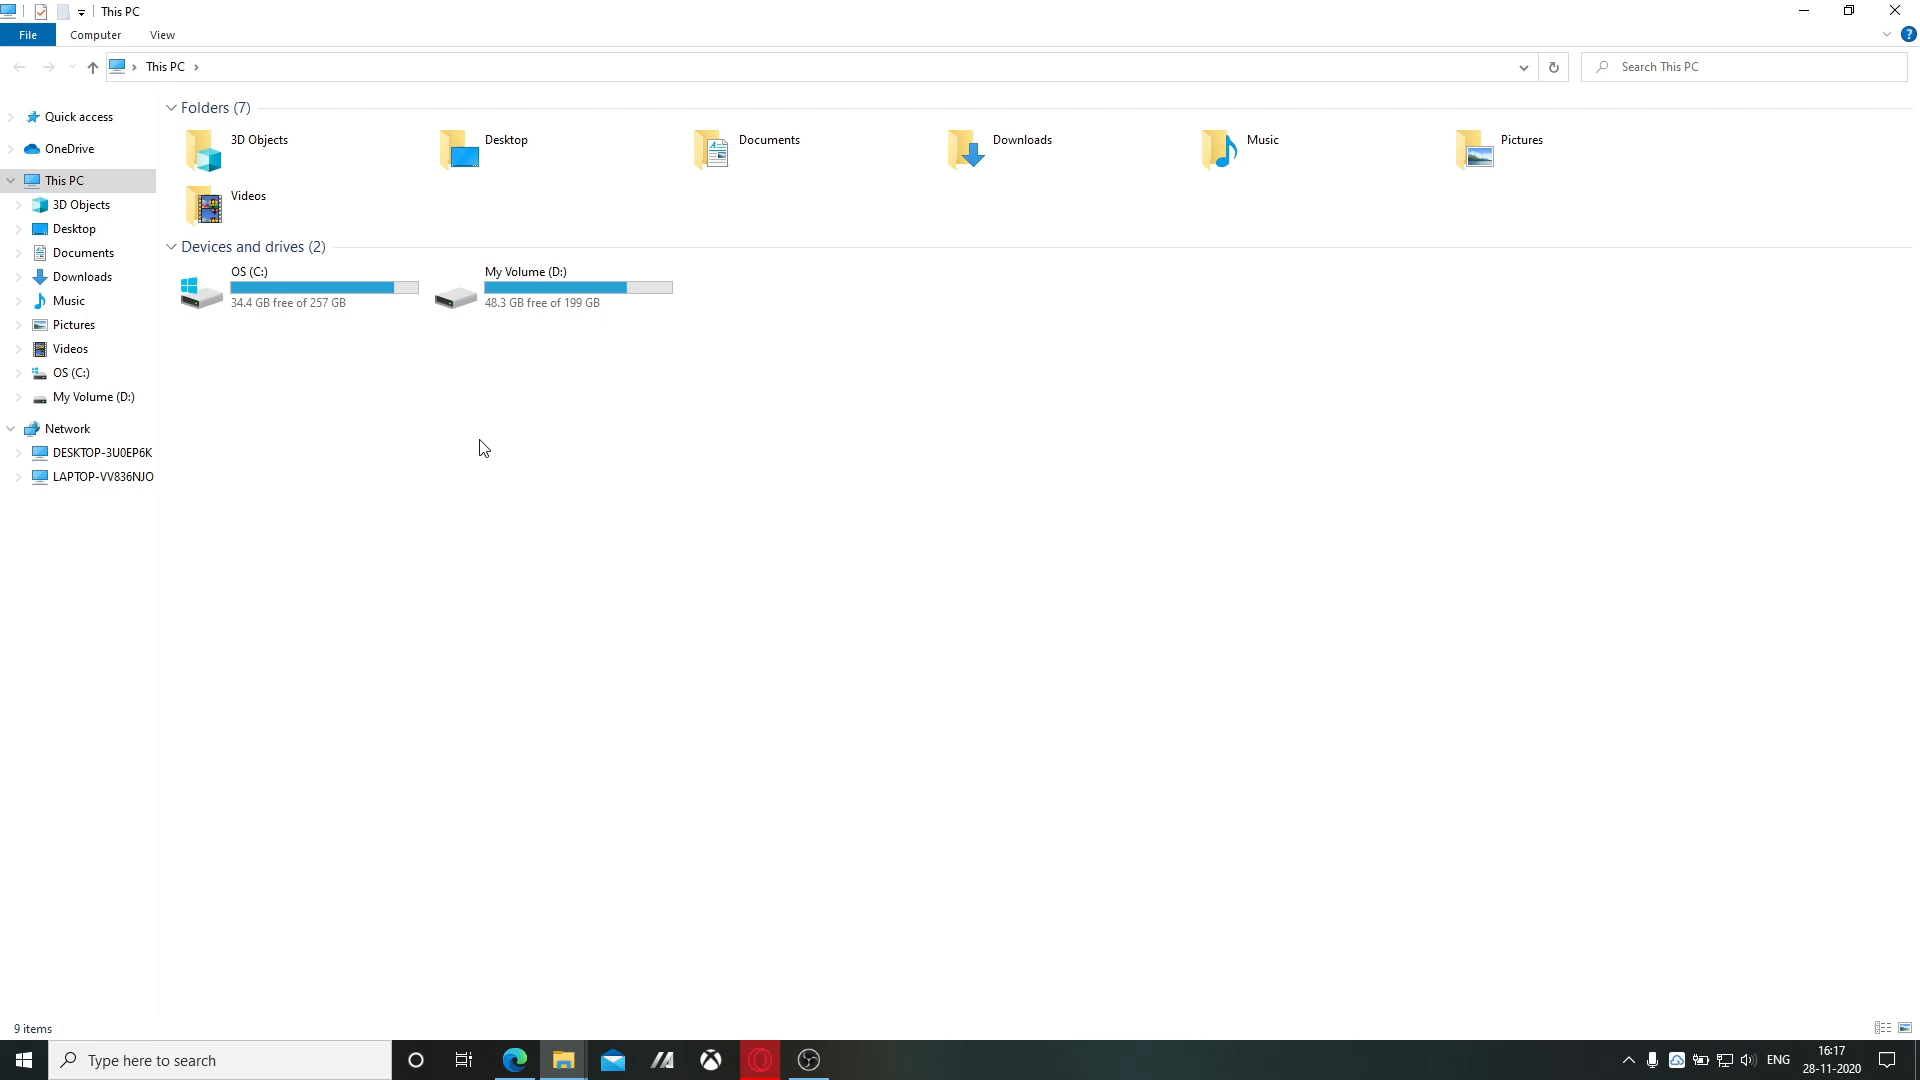 This PC
File Computer View
This PC
Search This PC
Quick access
OneDrive
This PC
3D Objects
Desktop
Documents
Downloads
Music
Pictures
Videos
OS (C:)
My Volume (D:)
Network
DESKTOP-3U0EP6K
LAPTOP-VV836NJO
Folders (7)
3D Objects
Desktop
Documents
Downloads
Music
Pictures
Videos
Devices and drives (2)
OS (C:)
34.4 GB free of 257 GB
My Volume (D:)
48.3 GB free of 199 GB
9 items
Type here to search
ENG
16:17
28-11-2020